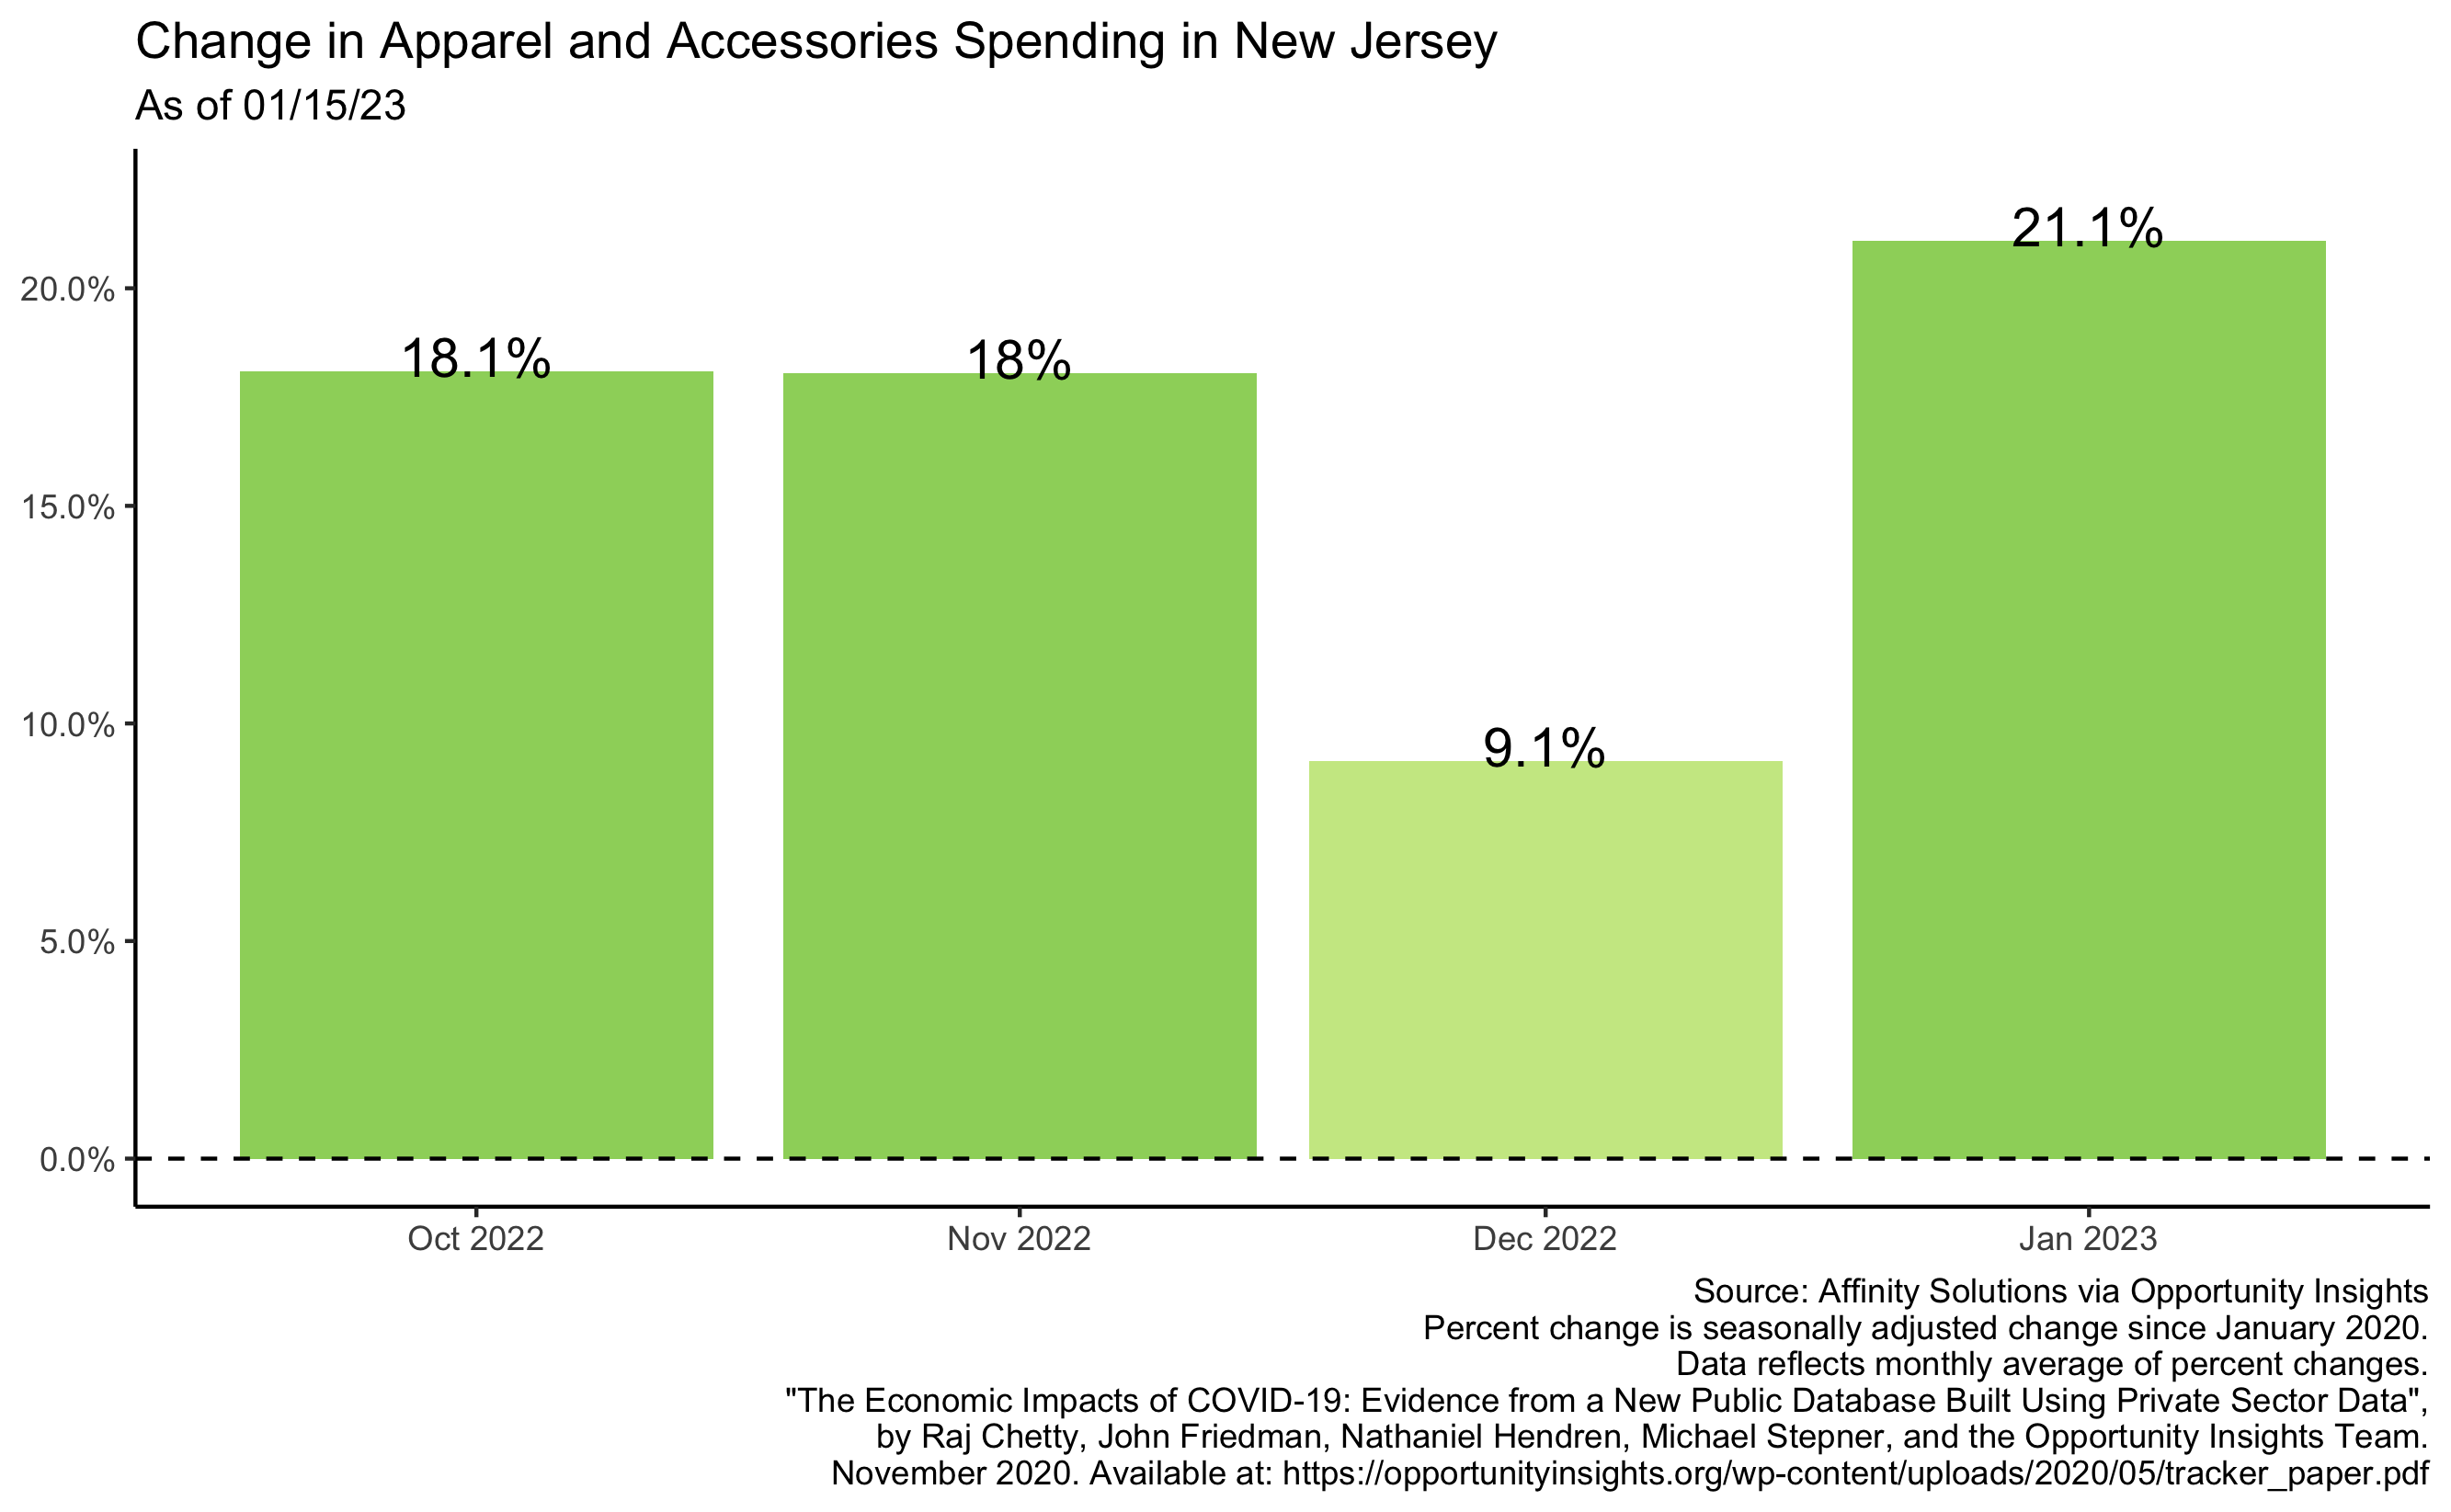 Change in Apparel and Accessories Spending in New Jersey
As of 01/15/23
21.1%
20.0%
18.1%
18%
15.0%
10.0%
9.1%
5.0%
0.0%
Oct 2022
Nov 2022
Dec 2022
Jan 2023
Source: Affinity Solutions via Opportunity Insights
Percent change is seasonally adjusted change since January 2020.
Data reflects monthly average of percent changes.
"The Economic Impacts of COVID-19: Evidence from a New Public Database Built Using Private Sector Data",
by Raj Chetty, John Friedman, Nathaniel Hendren, Michael Stepner, and the Opportunity Insights Team.
November 2020. Available at: https://opportunityinsights.org/wp-content/uploads/2020/05/tracker_paper.pdf